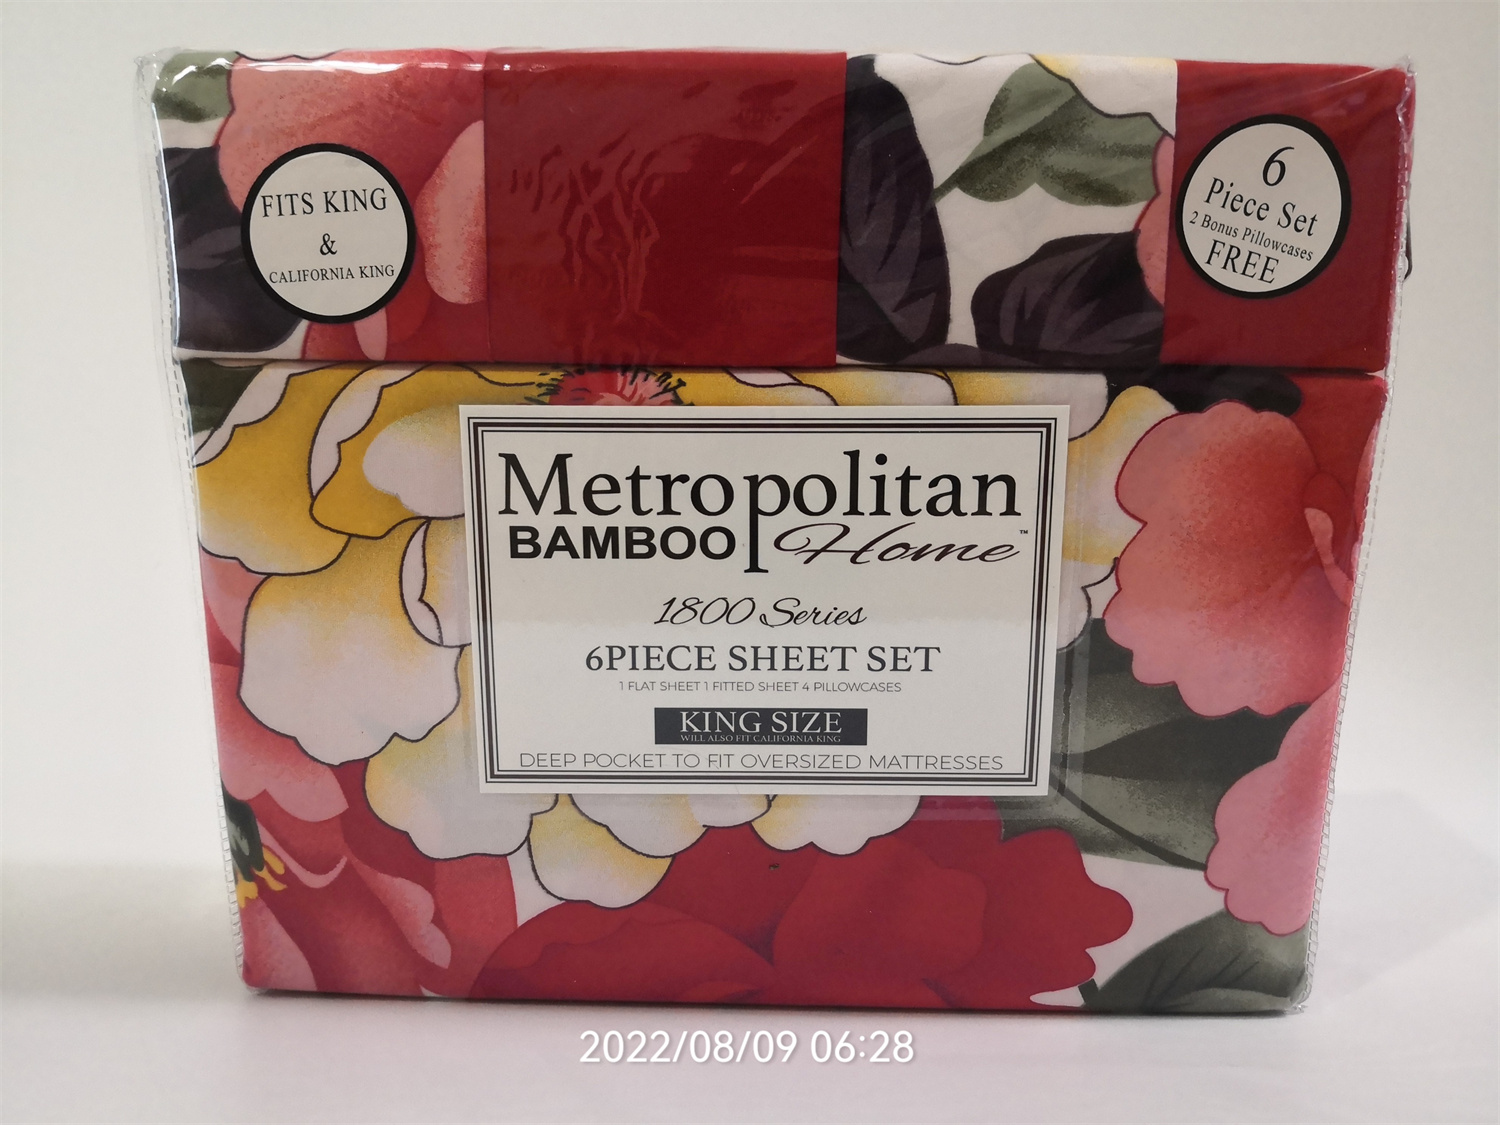 FITS KING
&
CALIFORNIA KING
6
Piece Set
2 Bonus Pillowcases
FREE
Metropolitan
BAMBOO Home™
1800 Series
6PIECE SHEET SET
1 FLAT SHEET 1 FITTED SHEET 4 PILLOWCASES
KING SIZE
WILL ALSO FIT CALIFORNIA KING
DEEP POCKET TO FIT OVERSIZED MATTRESSES
2022/08/09 06:28